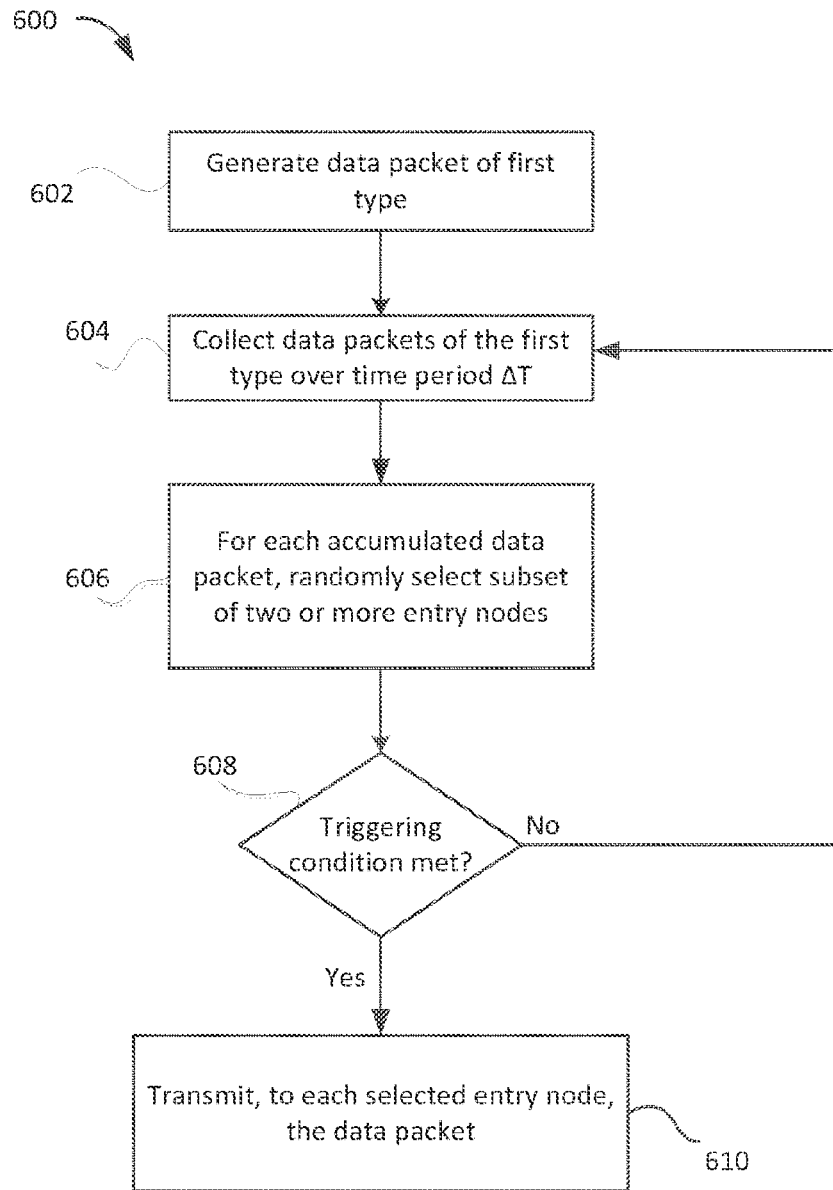 600
Generate data packet of first
type
602
604
Collect data packets of the first
type over time period ΔT
For each accumulated data
packet, randomly select subset
of two or more entry nodes
606
608
Triggering
condition met?
No
Yes
Transmit, to each selected entry node,
the data packet
610